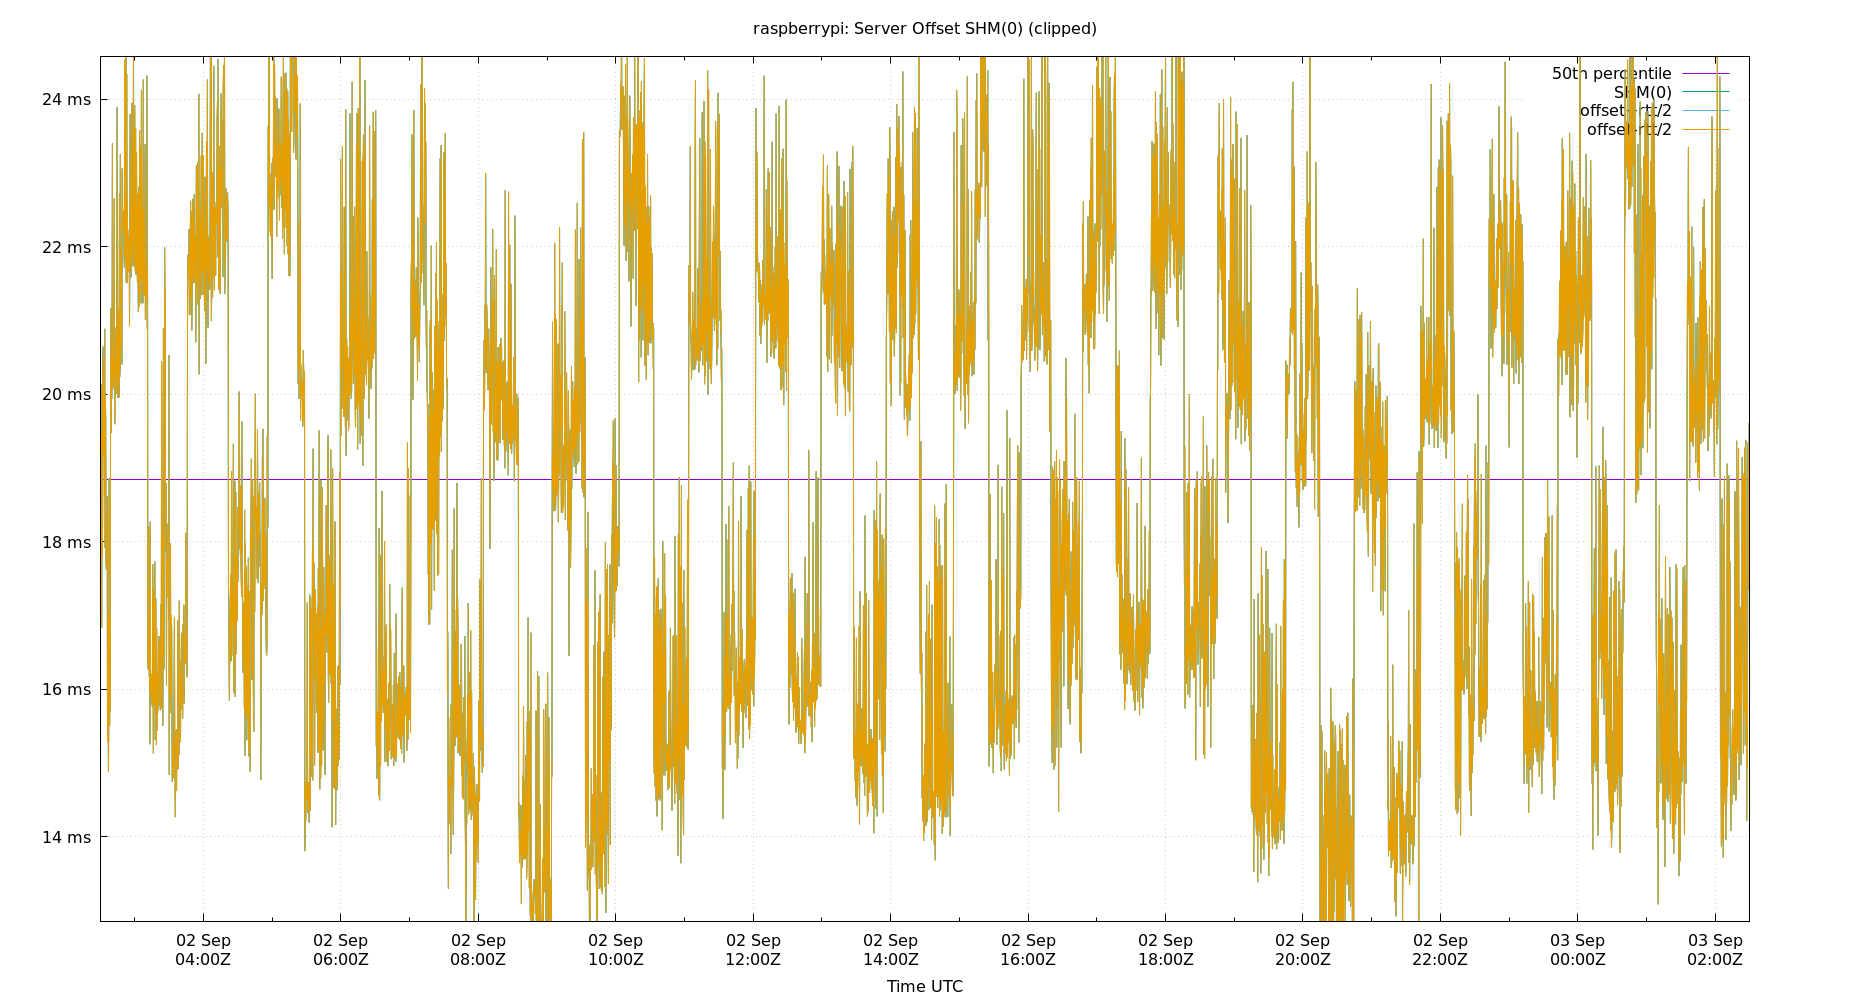 raspberrypi: Server Offset SHM(0) (clipped)
50th percentile
SHM(0)
offset+rtt/2
offset-rtt/2
24 ms
22 ms
20 ms
18 ms
16 ms
14 ms
02 Sep 02 Sep 02 Sep 02 Sep 02 Sep 02 Sep 02 Sep 02 Sep 02 Sep 02 Sep 03 Sep 03 Sep
04:00Z 06:00Z 08:00Z 10:00Z 12:00Z 14:00Z 16:00Z 18:00Z 20:00Z 22:00Z 00:00Z 02:00Z
Time UTC